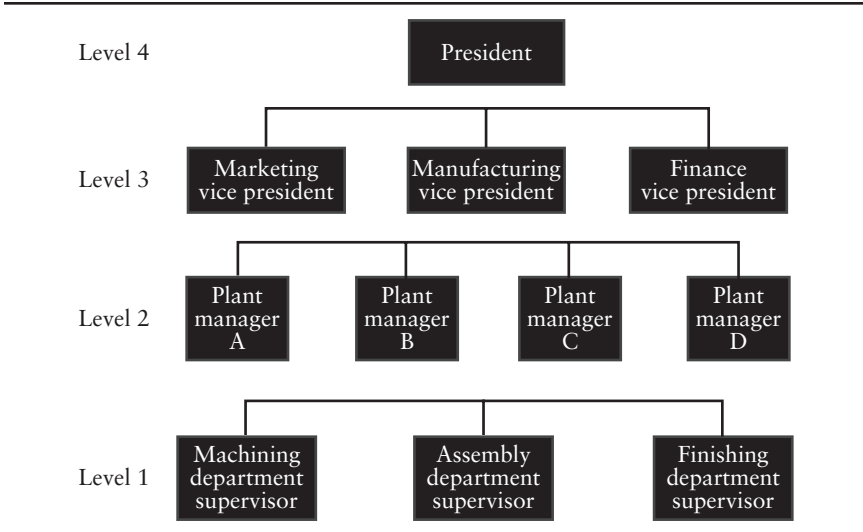 Level 4
President
Level 3
Marketing
vice president
Manufacturing
vice president
Finance
vice president
Level 2
Plant
manager
A
Plant
manager
B
Plant
manager
C
Plant
manager
D
Level 1
Machining
department
supervisor
Assembly
department
supervisor
Finishing
department
supervisor